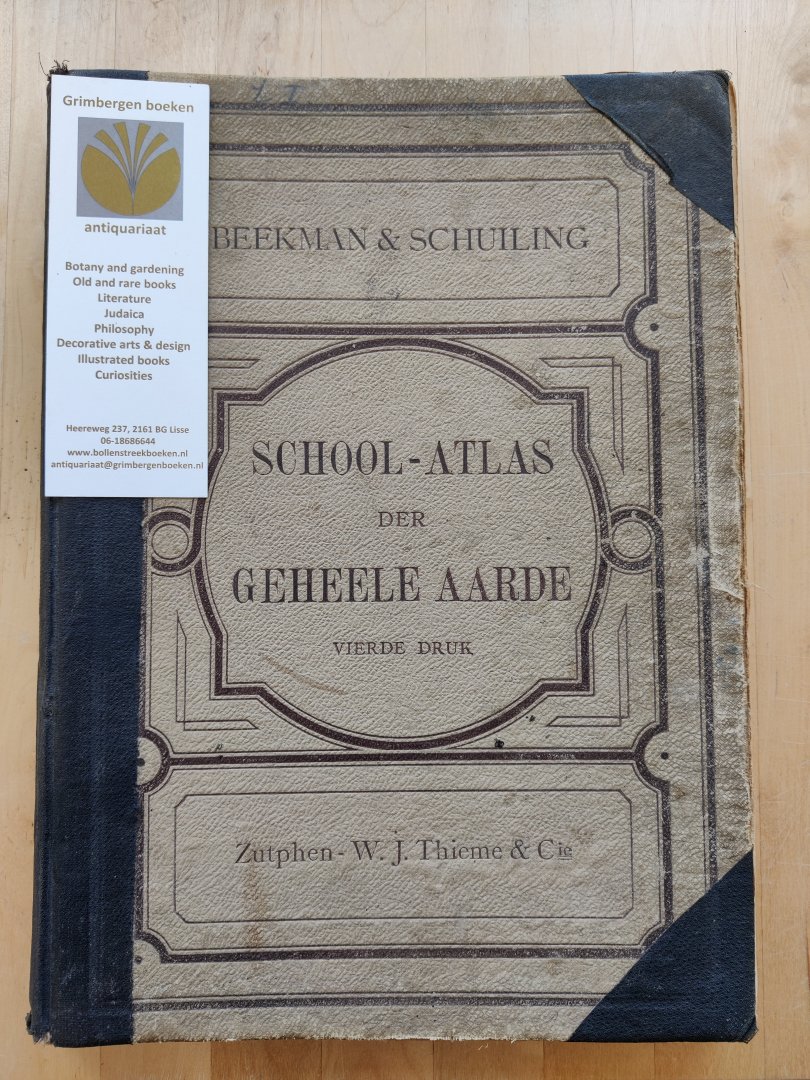 Grimbergen boeken
antiquariaat
Botany and gardening
Old and rare books
Literature
Judaica
Philosophy
Decorative arts & design
Illustrated books
Curiosities
Heereweg 237, 2161 BG Lisse
06-18686644
www.bollenstreekboeken.nl
antiquariaat@grimbergenboeken.nl
BEEKMAN & SCHUILING
SCHOOL-ATLAS
DER
GEHEELE AARDE
VIERDE DRUK
Zutphen - W. J. Thieme & Cie